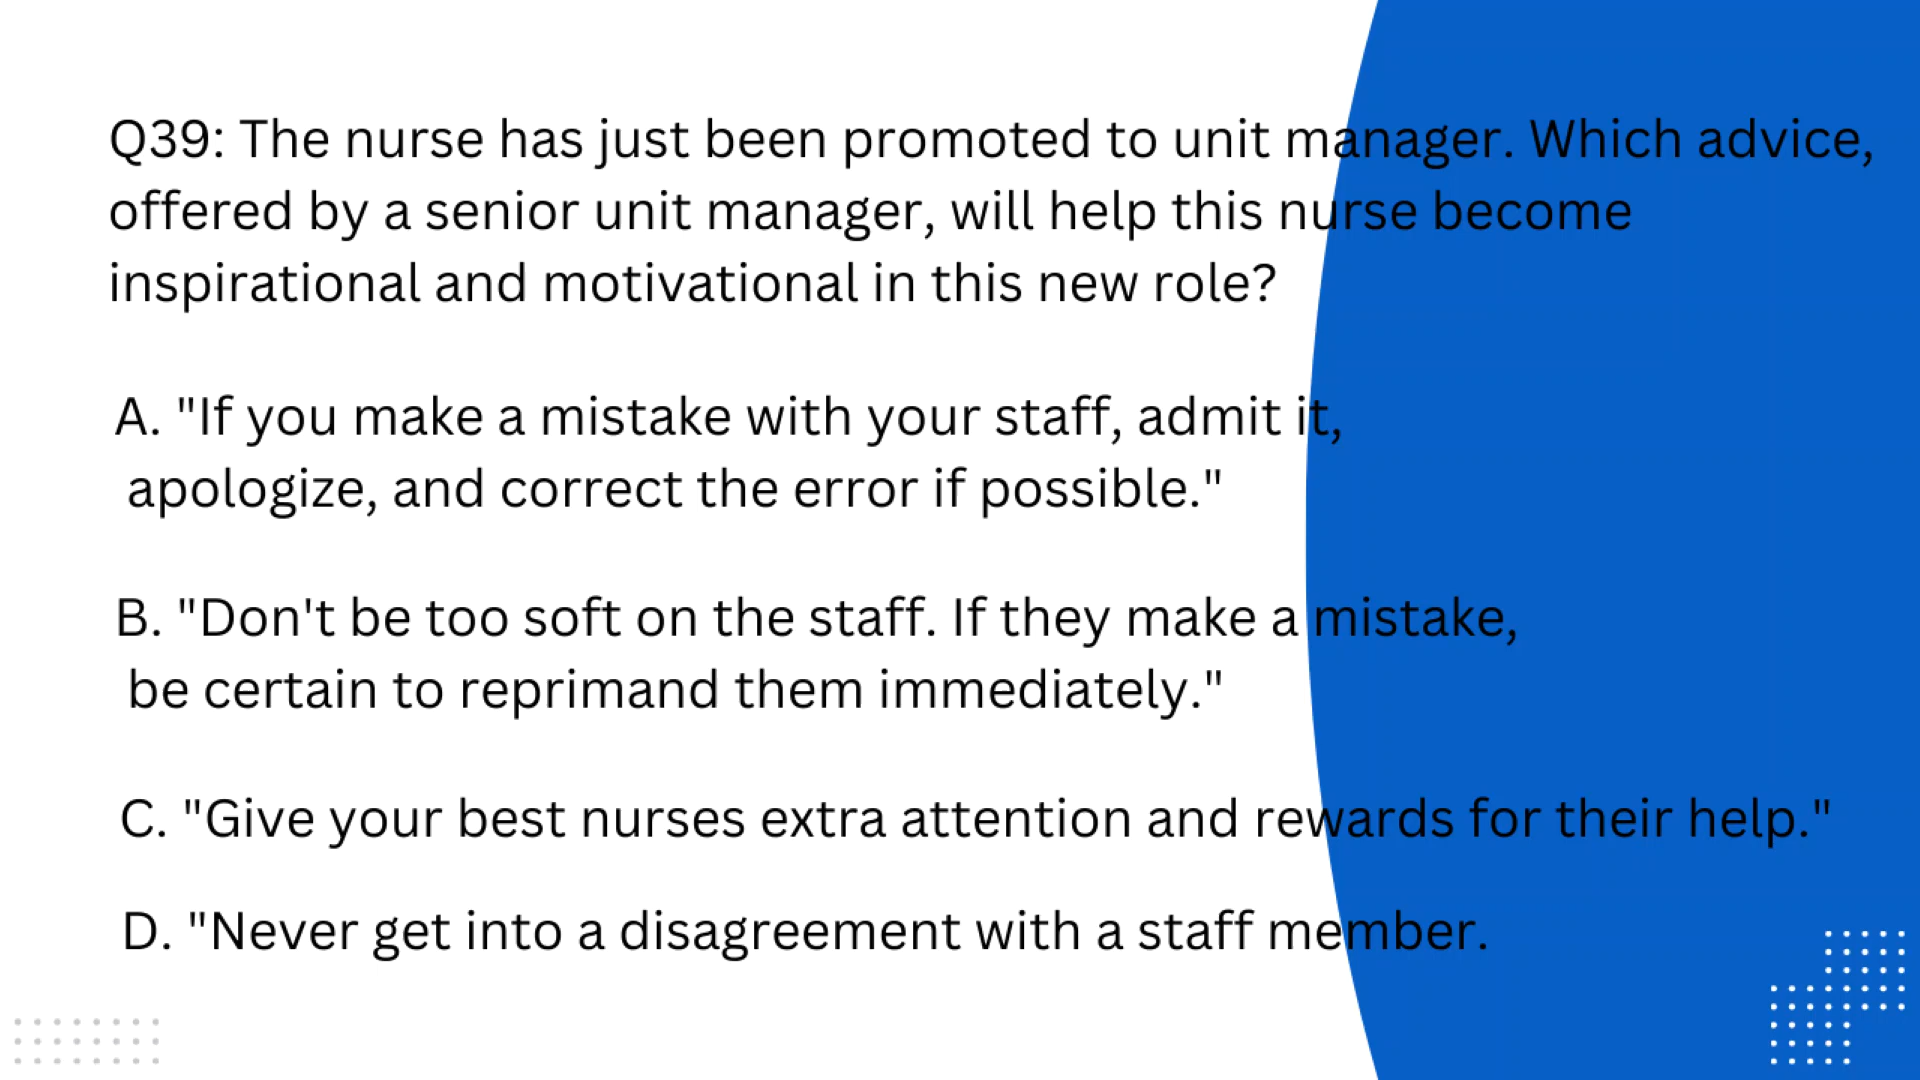 Q39: The nurse has just been promoted to unit manager. Which advice,
offered by a senior unit manager, will help this nurse become
inspirational and motivational in this new role?
A. "If you make a mistake with your staff, admit it,
apologize, and correct the error if possible."
B. "Don't be too soft on the staff. If they make a mistake,
be certain to reprimand them immediately."
C. "Give your best nurses extra attention and rewards for their help."
D. "Never get into a disagreement with a staff member.